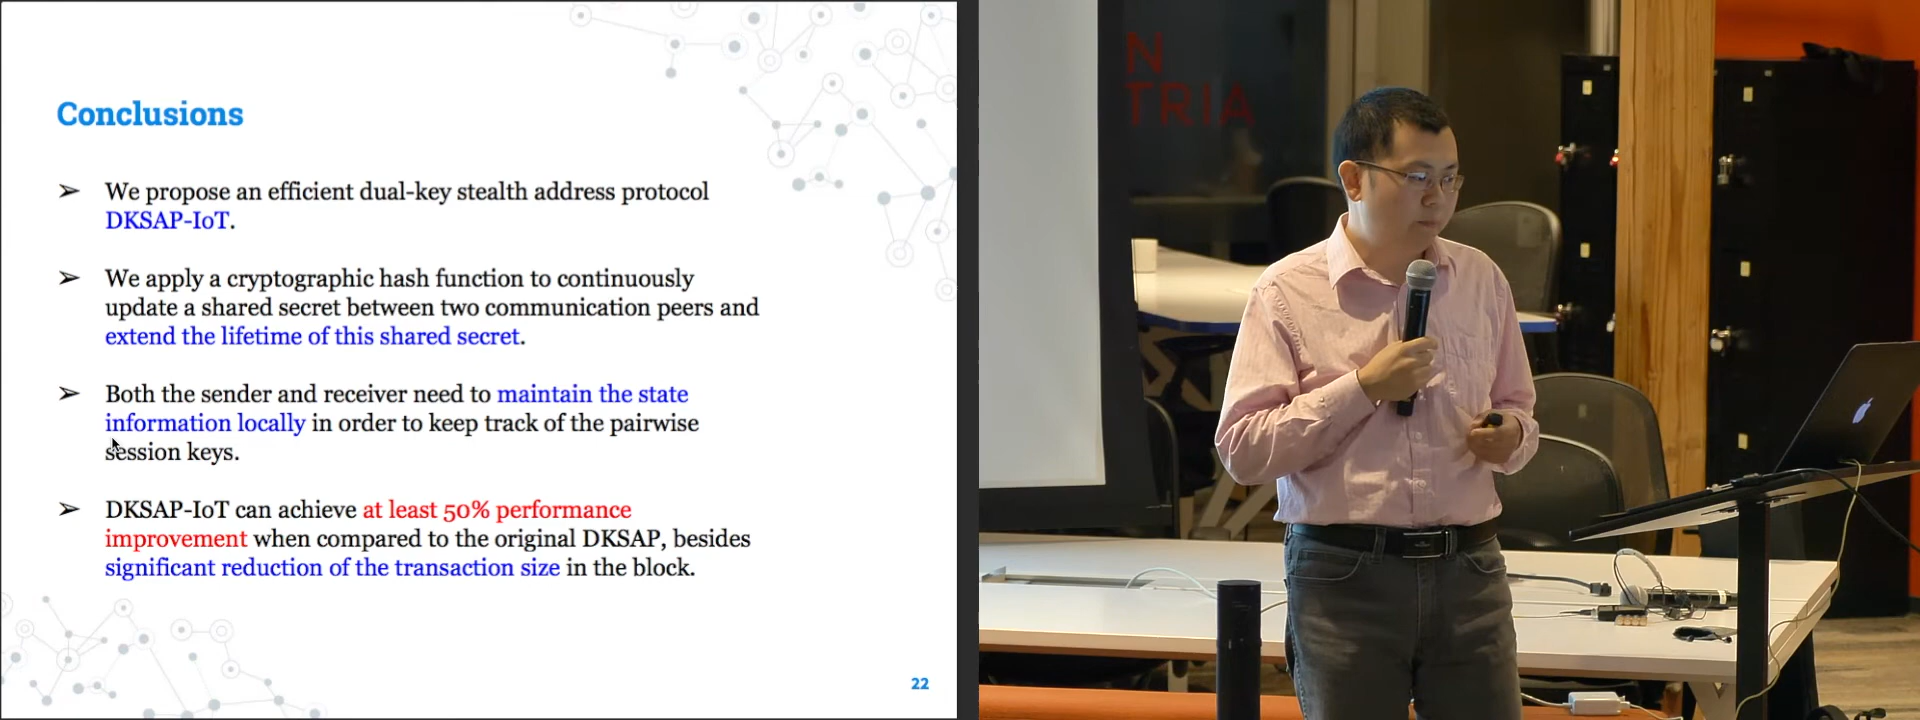 Conclusions
➢ We propose an efficient dual-key stealth address protocol
DKSAP-IoT.
➢ We apply a cryptographic hash function to continuously
update a shared secret between two communication peers and
extend the lifetime of this shared secret.
➢ Both the sender and receiver need to maintain the state
information locally in order to keep track of the pairwise
session keys.
➢ DKSAP-IoT can achieve at least 50% performance
improvement when compared to the original DKSAP, besides
significant reduction of the transaction size in the block.
22
N
TRIA